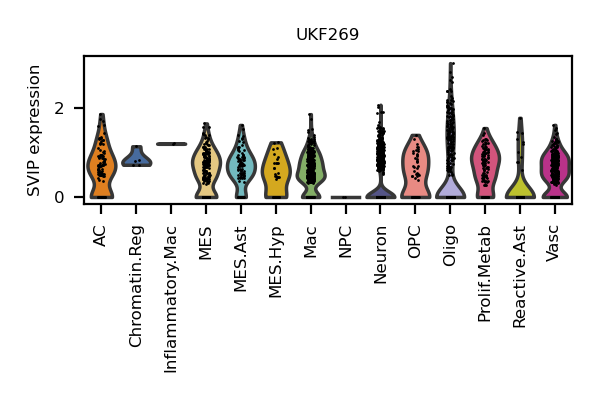 UKF269
SVIP expression
2
0
AC
Chromatin.Reg
Inflammatory.Mac
MES
MES.Ast
MES.Hyp
Mac
NPC
Neuron
OPC
Oligo
Prolif.Metab
Reactive.Ast
Vasc